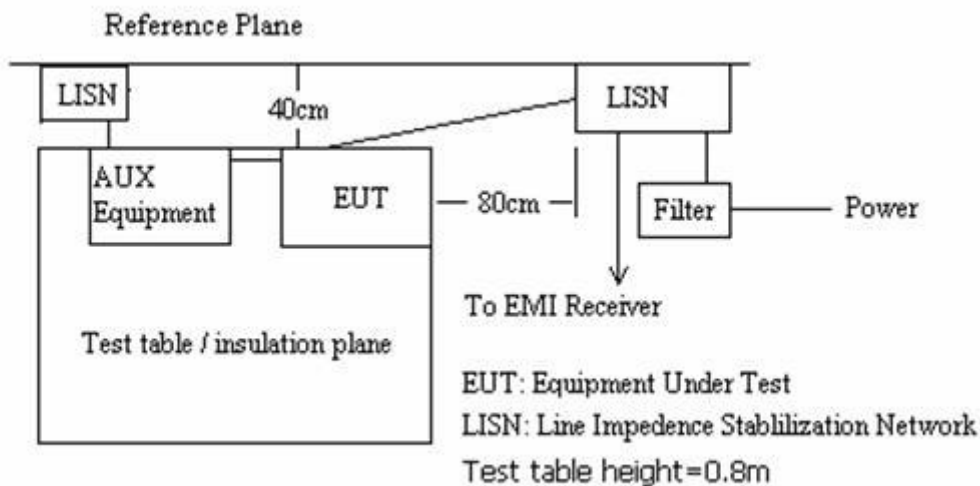 Reference Plane
LISN
40cm
LISN
AUX
Equipment
EUT
80cm
Filter
Power
To EMI Receiver
Test table / insulation plane
EUT: Equipment Under Test
LISN: Line Impedence Stablilization Network
Test table height=0.8m